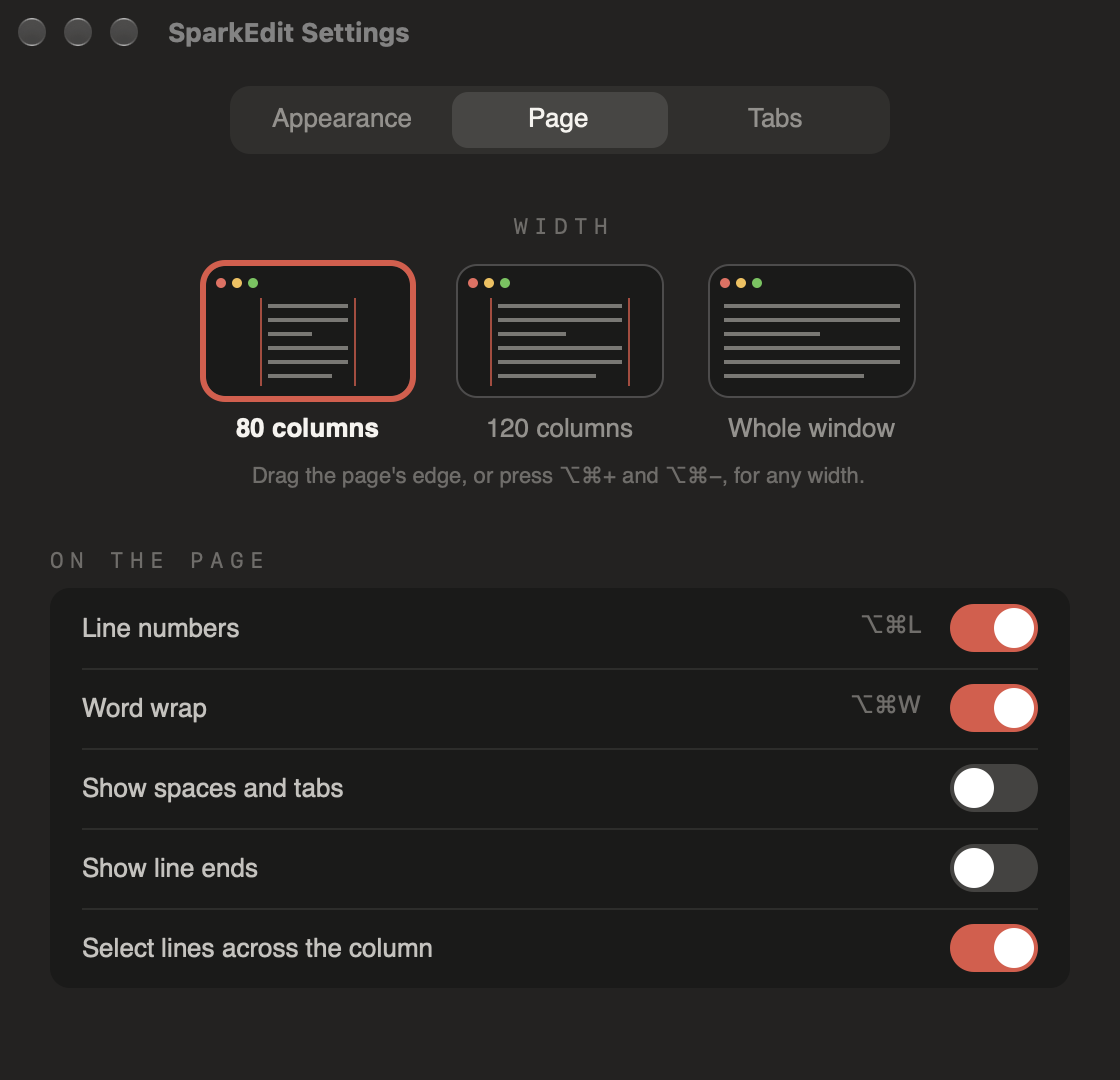 SparkEdit Settings
Appearance Page Tabs
WIDTH
80 columns 120 columns Whole window
Drag the page's edge, or press ⌥⌘+ and ⌥⌘−, for any width.
ON THE PAGE
Line numbers ⌥⌘L
Word wrap ⌥⌘W
Show spaces and tabs
Show line ends
Select lines across the column